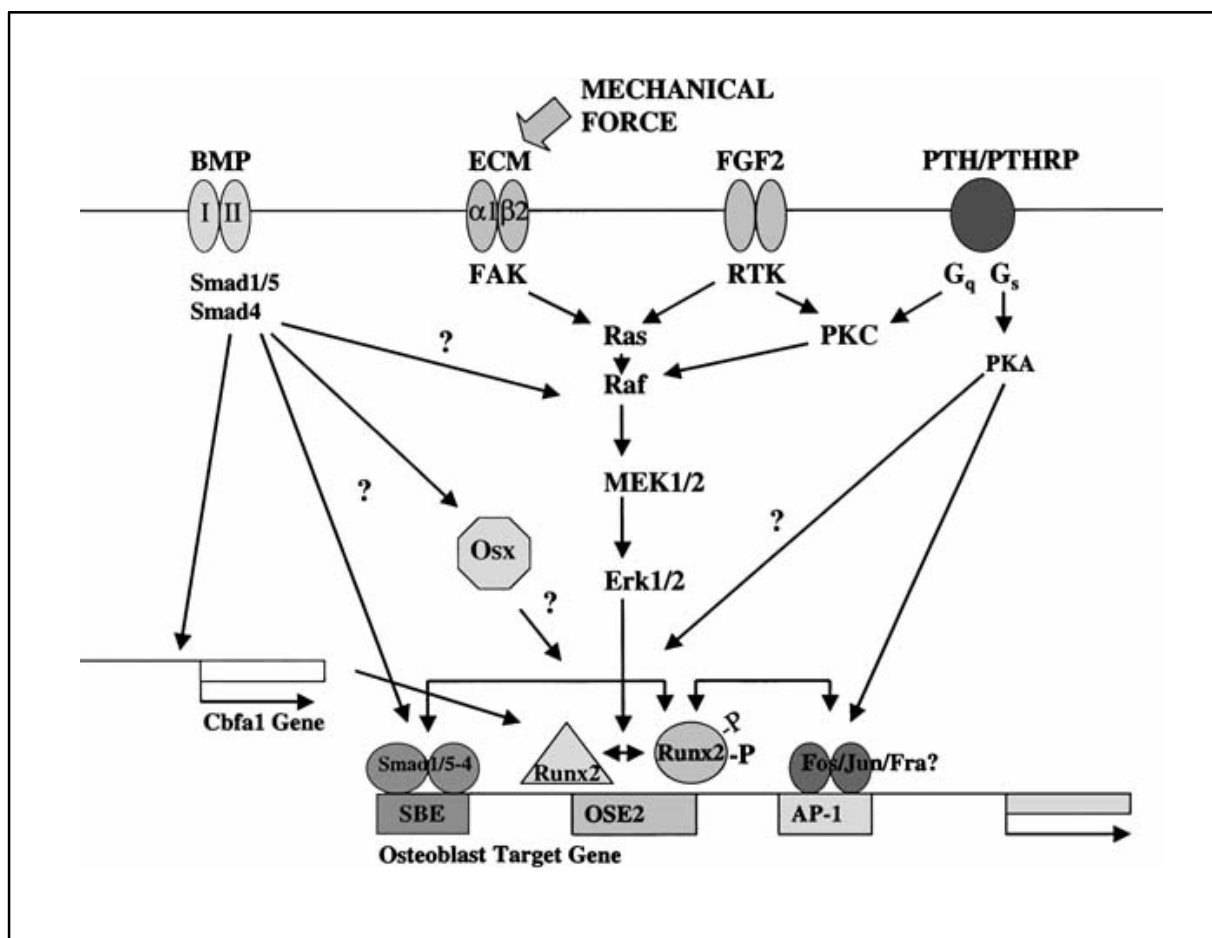 MECHANICAL
FORCE
BMP
ECM
FGF2
PTH/PTHRP
I II
α1 β2
Smad1/5
Smad4
FAK
RTK
Gq Gs
?
Ras
PKC
Raf
PKA
MEK1/2
?
?
Osx
Erk1/2
?
Cbfa1 Gene
Smad1/5-4
Runx2
Runx2
-P
-P
Fos/Jun/Fra?
SBE
OSE2
AP-1
Osteoblast Target Gene